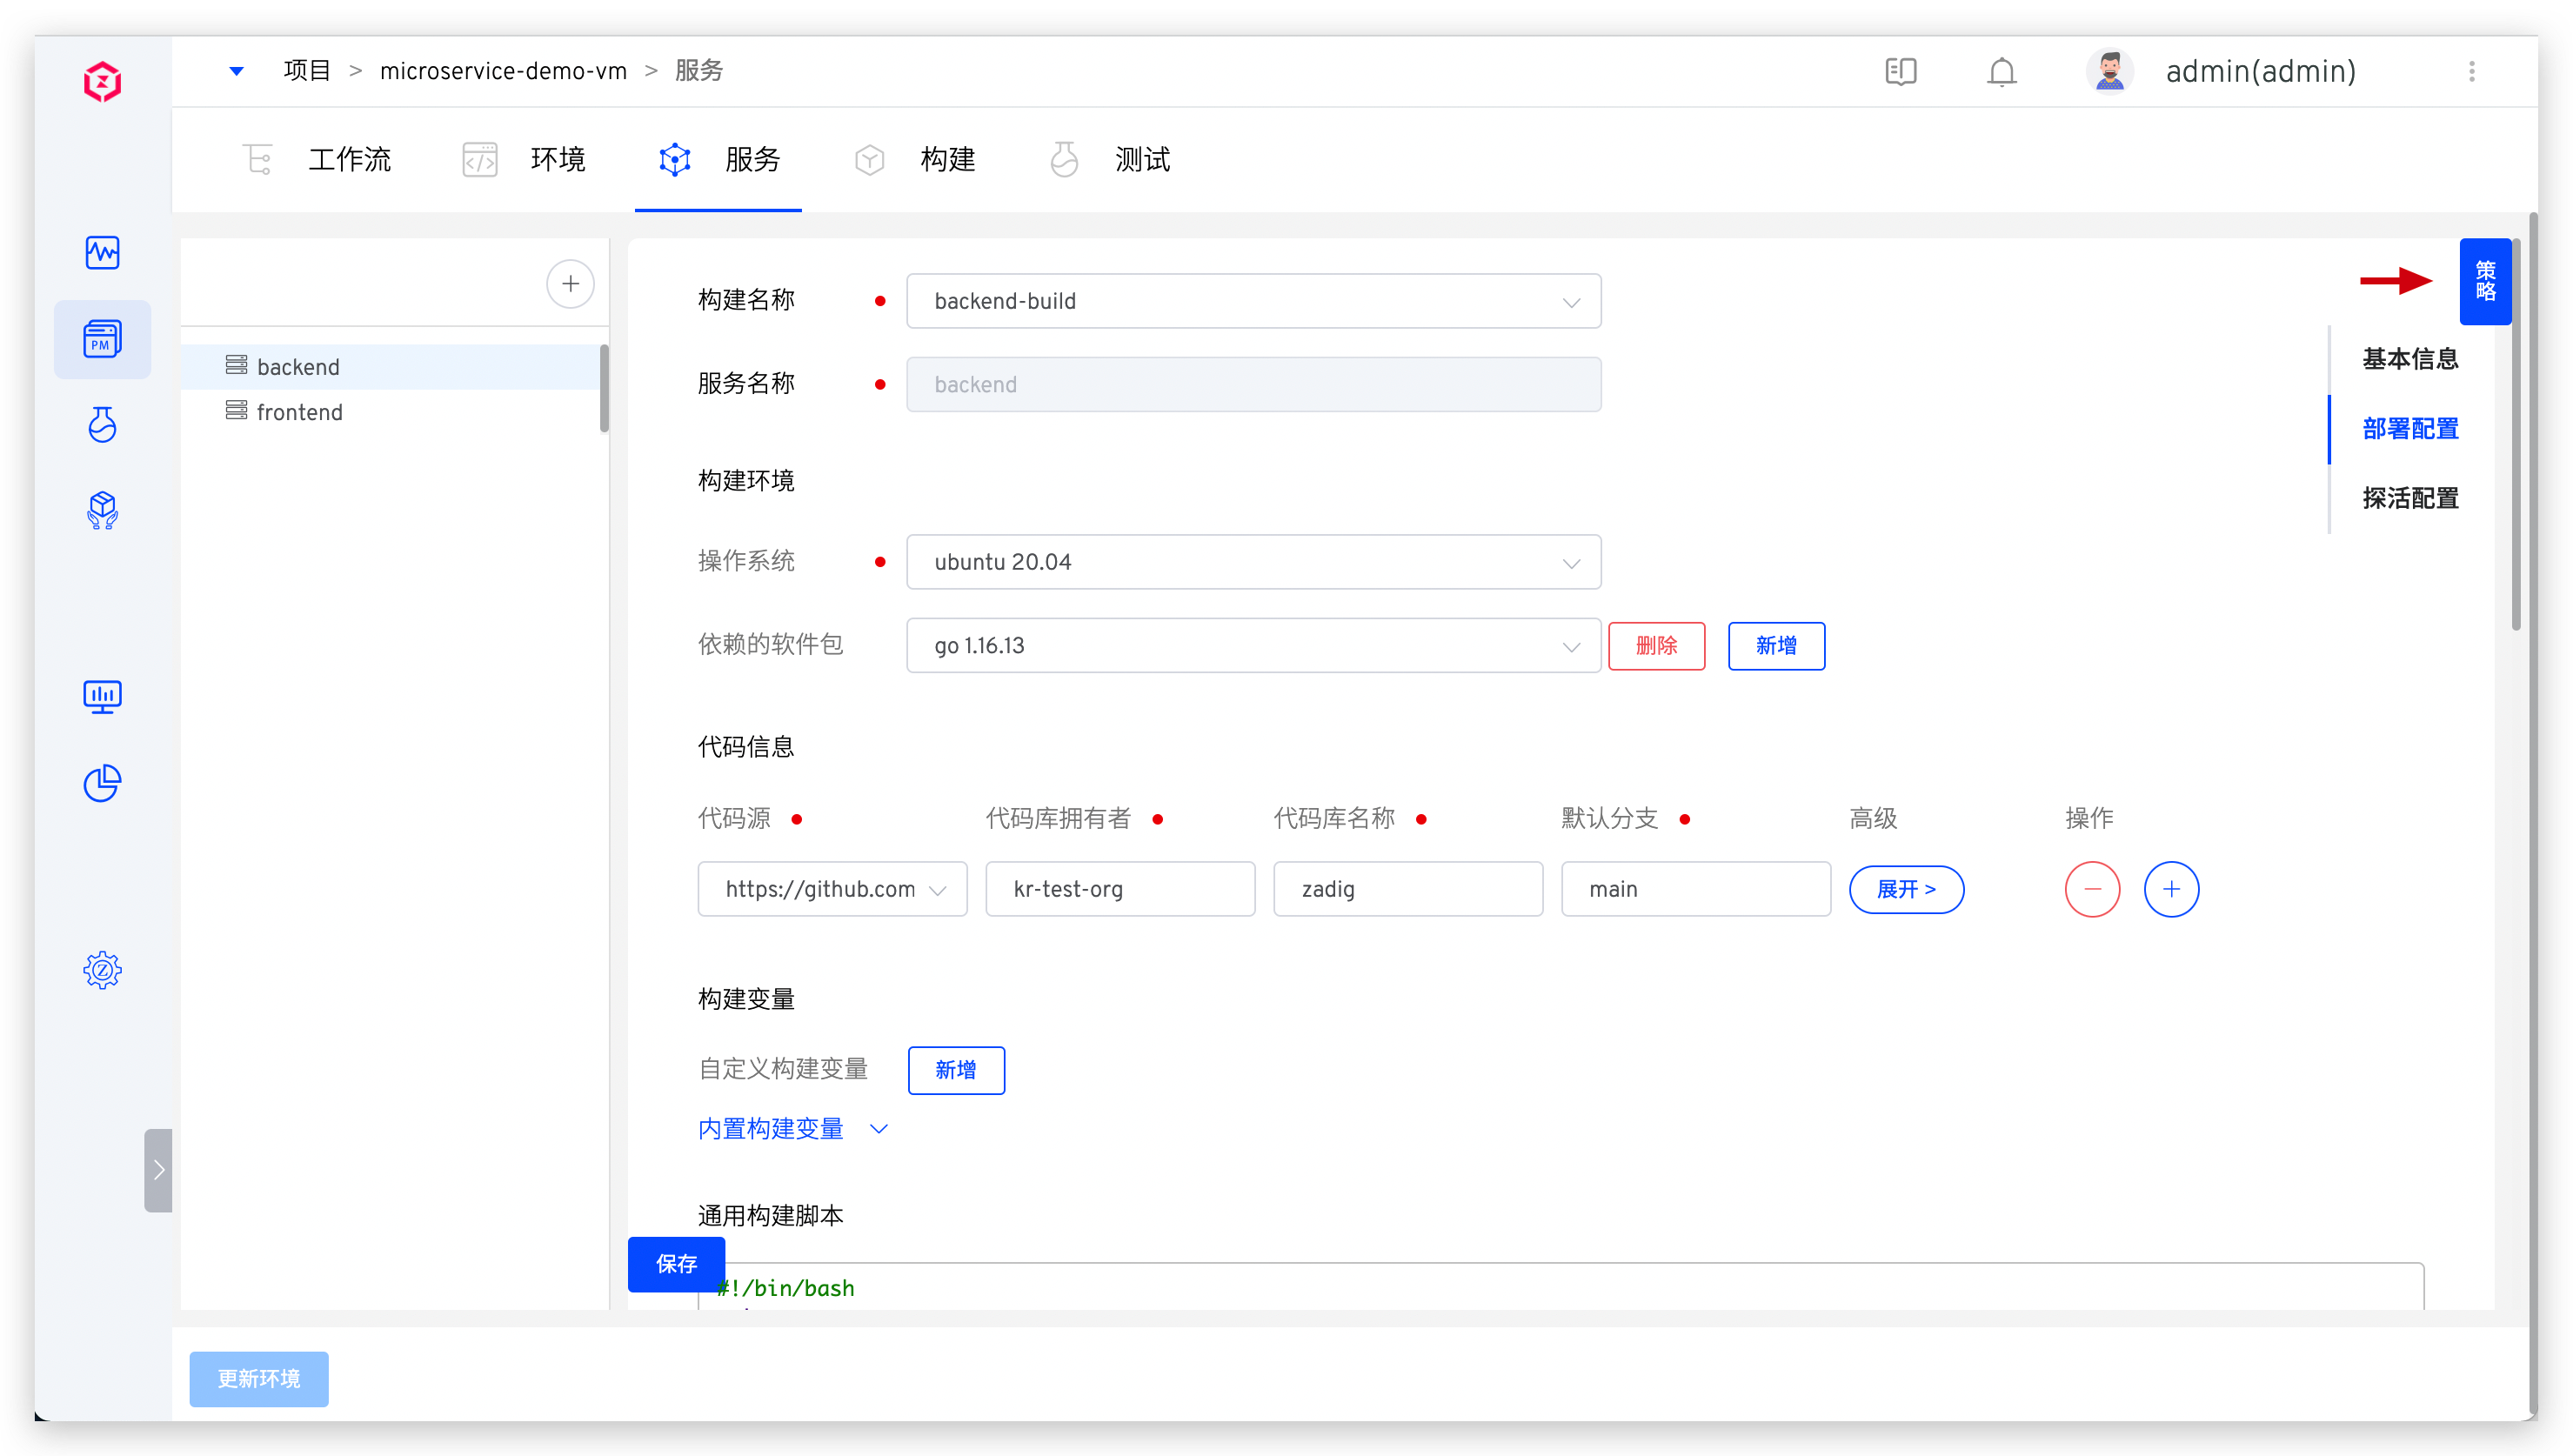 项目 > microservice-demo-vm > 服务
admin(admin)
工作流 环境 服务 构建 测试
PM
backend
frontend
构建名称 backend-build
服务名称 backend
构建环境
操作系统 ubuntu 20.04
依赖的软件包 go 1.16.13 删除 新增
代码信息
代码源 代码库拥有者 代码库名称 默认分支 高级 操作
https://github.com kr-test-org zadig main 展开 >
构建变量
自定义构建变量 新增
内置构建变量
通用构建脚本
#!/bin/bash
保存
策略
基本信息
部署配置
探活配置
更新环境